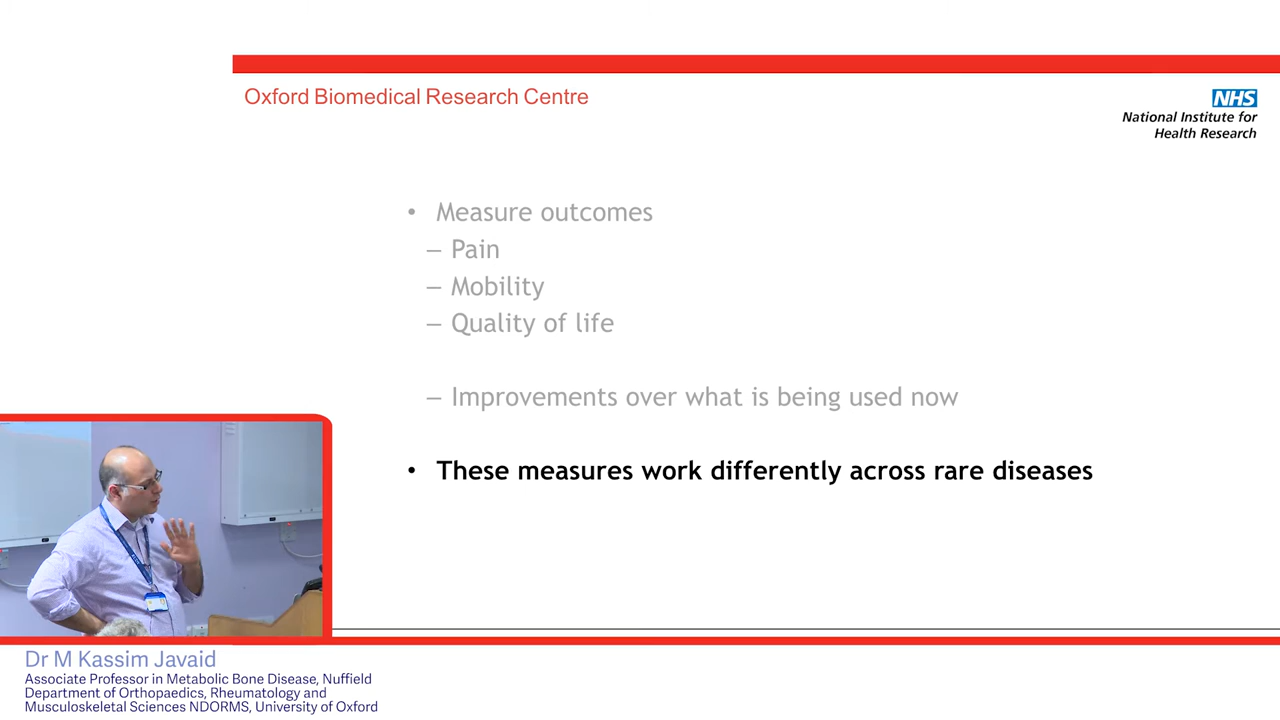 Oxford Biomedical Research Centre
NHS
National Institute for
Health Research
• Measure outcomes
– Pain
– Mobility
– Quality of life
– Improvements over what is being used now
• These measures work differently across rare diseases
Dr M Kassim Javaid
Associate Professor in Metabolic Bone Disease, Nuffield
Department of Orthopaedics, Rheumatology and
Musculoskeletal Sciences NDORMS, University of Oxford